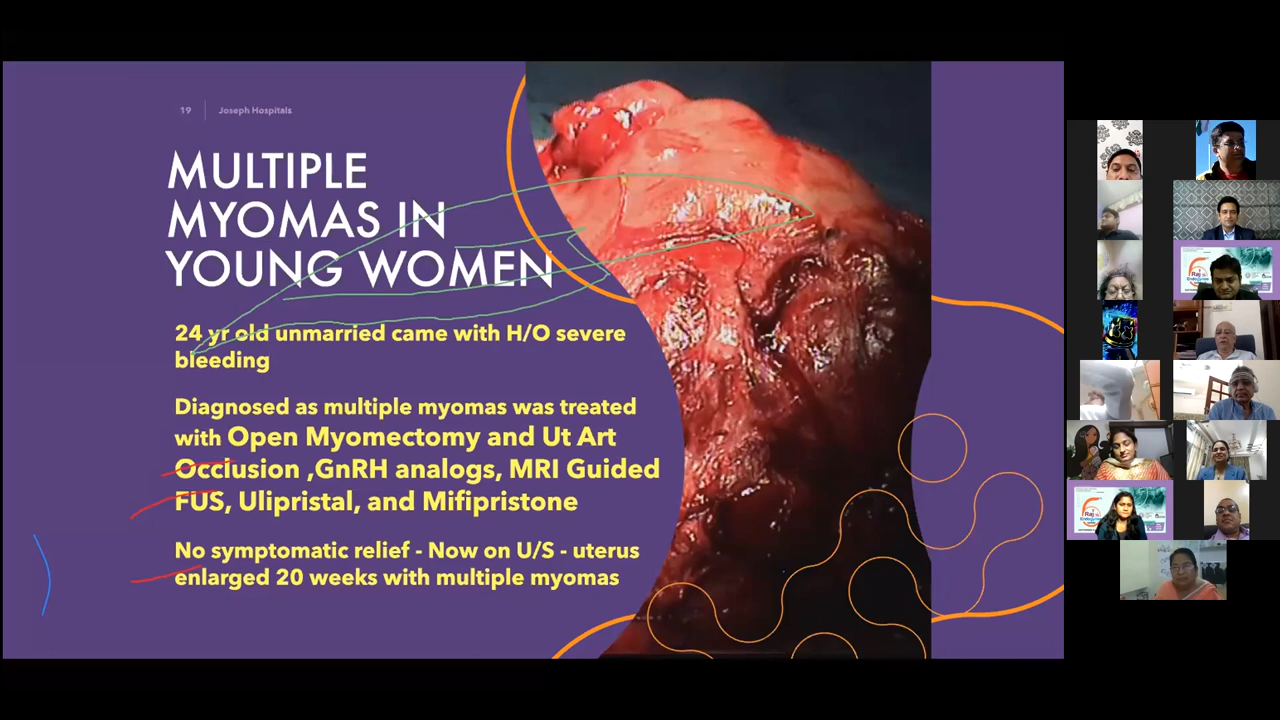 19
Joseph Hospitals
MULTIPLE
MYOMAS IN
YOUNG WOMEN
24 yr old unmarried came with H/O severe
bleeding
Diagnosed as multiple myomas was treated
with Open Myomectomy and Ut Art
Occlusion ,GnRH analogs, MRI Guided
FUS, Ulipristal, and Mifipristone
No symptomatic relief - Now on U/S - uterus
enlarged 20 weeks with multiple myomas